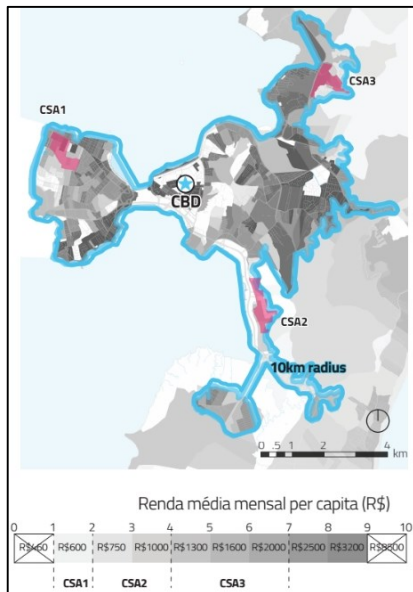 CSA3
CSA1
CBD
CSA2
10km radius
0 .5 1 2 4
km
Renda média mensal per capita (R$)
0 1 2 3 4 5 6 7 8 9 10
R$600 R$750 R$1000 R$1300 R$1600 R$2000 R$2500 R$3200
CSA1 CSA2 CSA3